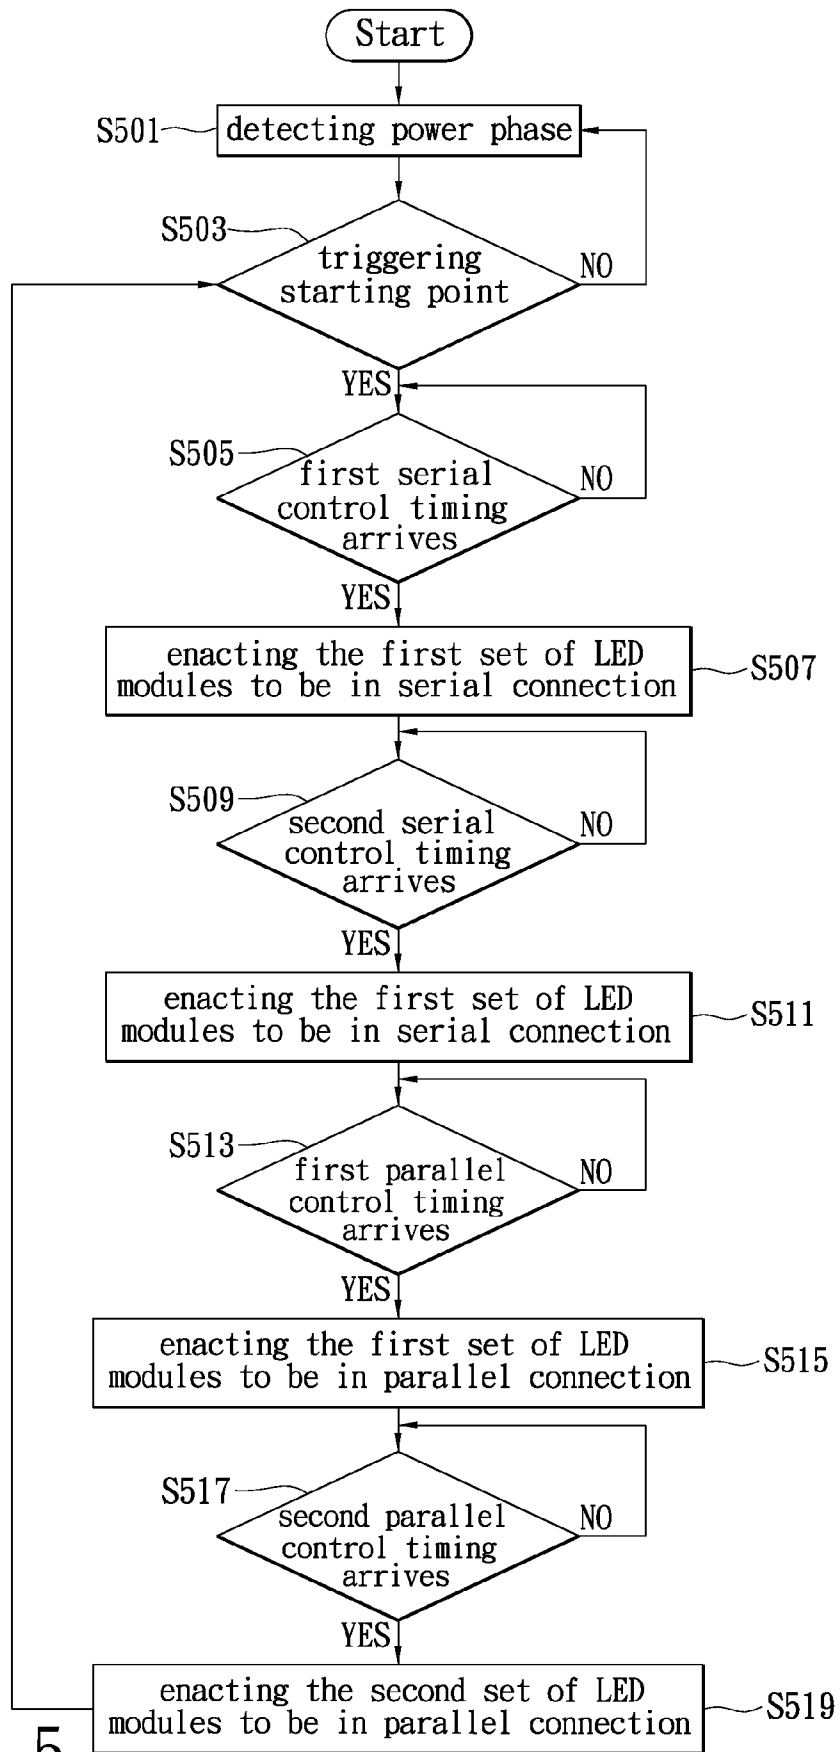 Start
S501
detecting power phase
S503
triggering
starting point
NO
YES
S505
first serial
control timing
arrives
NO
YES
enacting the first set of LED
modules to be in serial connection
S507
S509
second serial
control timing
arrives
NO
YES
enacting the first set of LED
modules to be in serial connection
S511
S513
first parallel
control timing
arrives
NO
YES
enacting the first set of LED
modules to be in parallel connection
S515
S517
second parallel
control timing
arrives
NO
YES
enacting the second set of LED
modules to be in parallel connection
S519
5